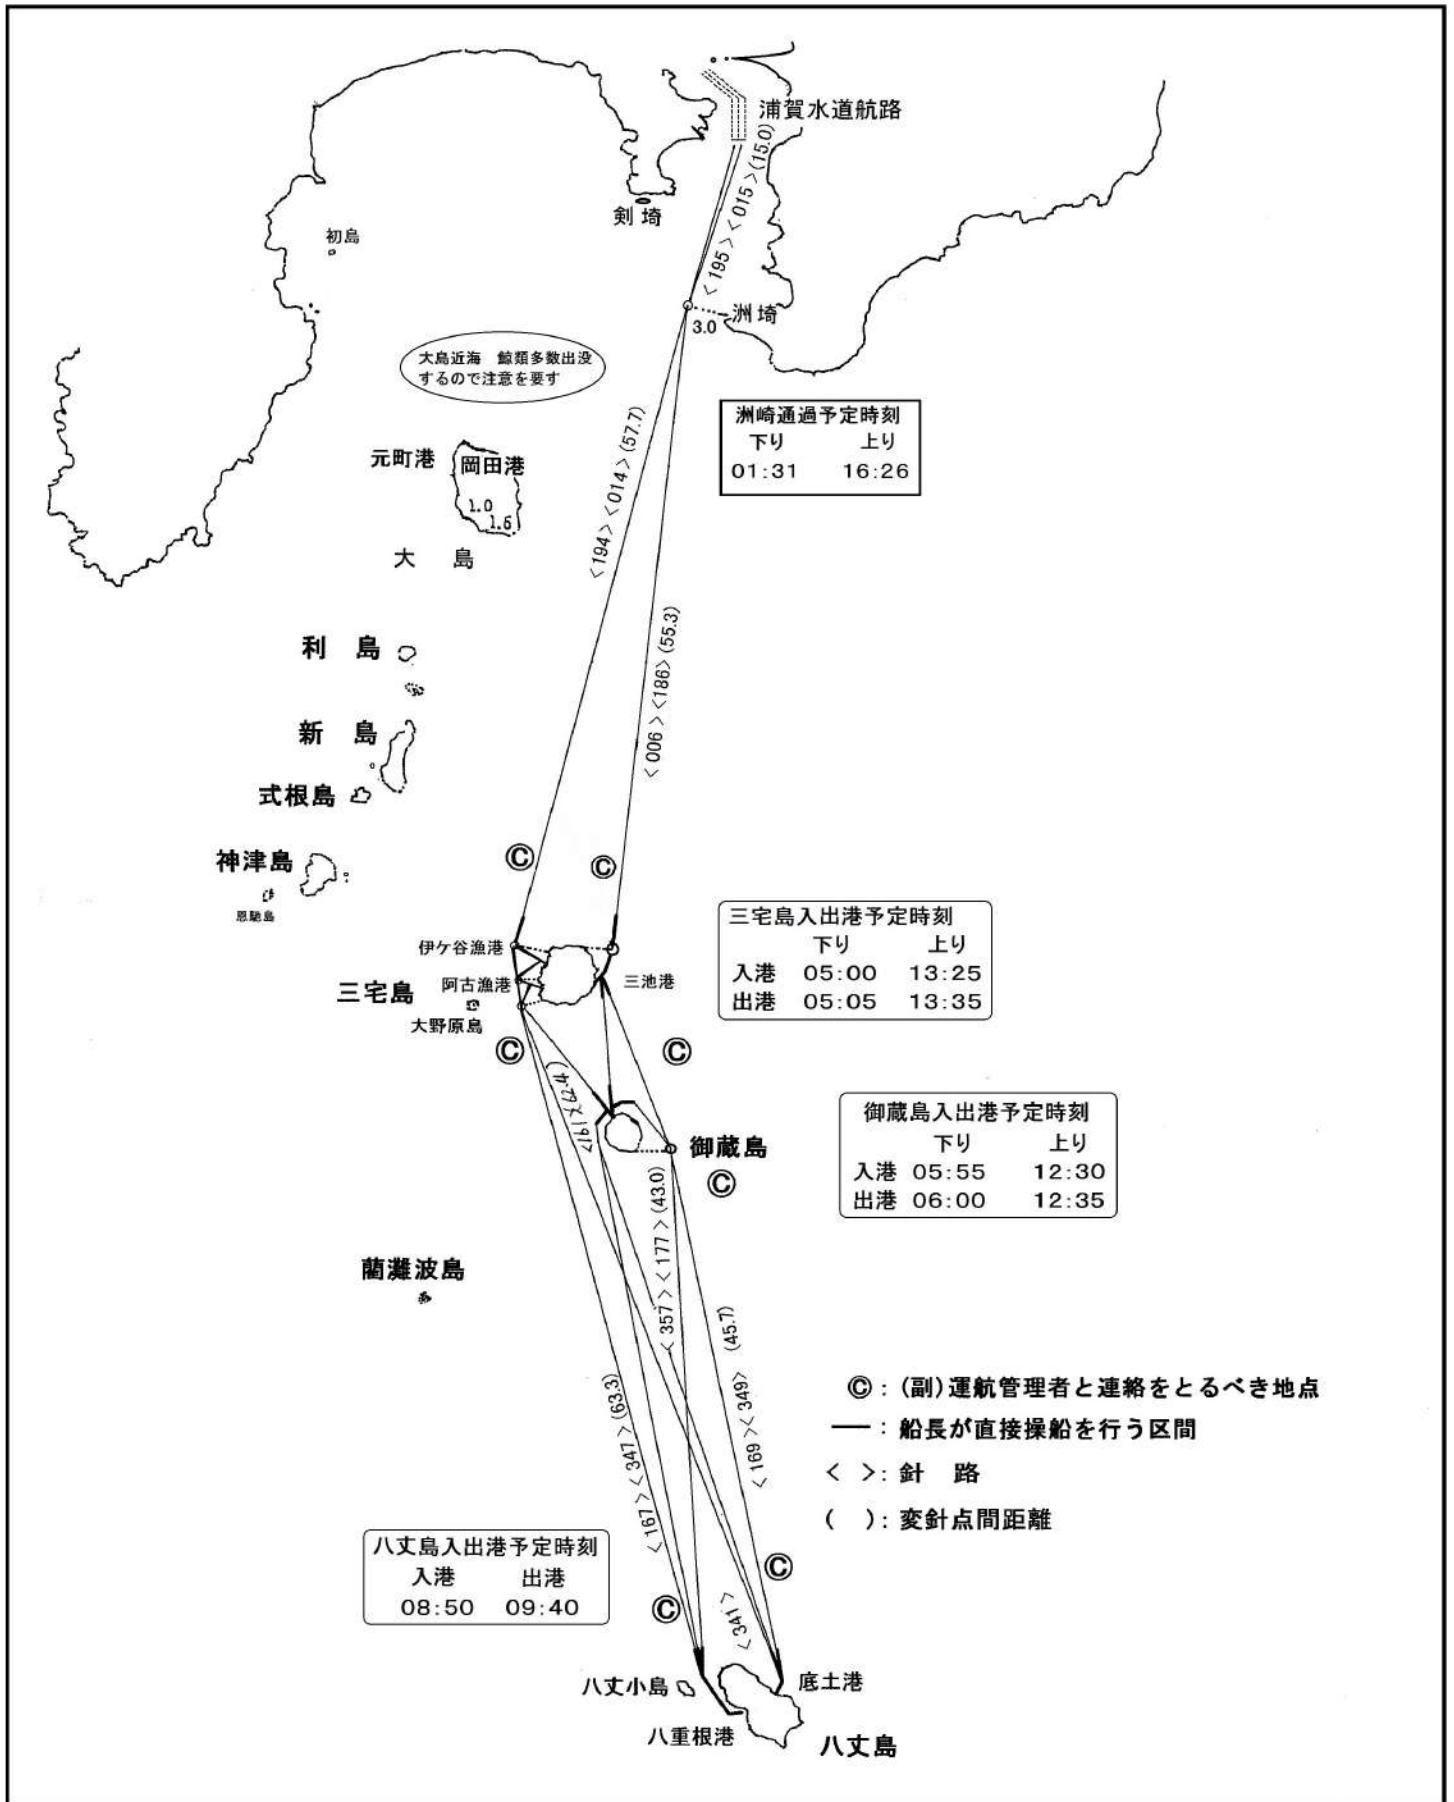 浦賀水道航路
＜195＞＜015＞(15.0)
剣埼
初島
洲埼
3.0
大島近海　鯨類多数出没
するので注意を要す
洲崎通過予定時刻
下り　上り
01:31　16:26
＜194＞＜014＞(57.7)
元町港
岡田港
1.0
1.6
大　島
＜006＞＜186＞(55.3)
利　島
新　島
式根島
神津島
恩馳島
Ⓒ
Ⓒ
三宅島入出港予定時刻
下り　上り
入港　05:00　13:25
出港　05:05　13:35
伊ケ谷漁港
阿古漁港
三池港
三宅島
大野原島
Ⓒ
Ⓒ
＜161＞(62.4)
御蔵島入出港予定時刻
下り　上り
入港　05:55　12:30
出港　06:00　12:35
御蔵島
Ⓒ
＜357＞＜177＞(43.0)
藺灘波島
＜169＞＜349＞(45.7)
＜167＞＜347＞(63.3)
Ⓒ：(副)運航管理者と連絡をとるべき地点
━━：船長が直接操船を行う区間
＜　＞：針　路
(　)：変針点間距離
八丈島入出港予定時刻
入港　出港
08:50　09:40
Ⓒ
Ⓒ
＜341＞
八丈小島
底土港
八重根港
八丈島